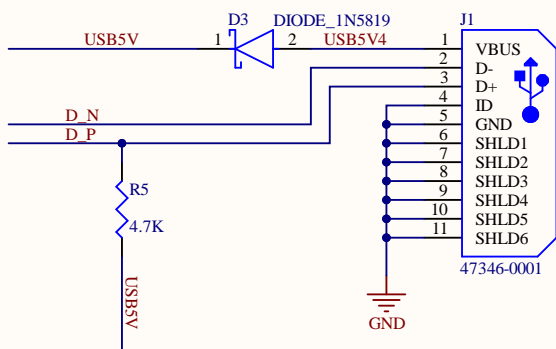 D3 DIODE_1N5819 J1
USB5V 1 2 USB5V4 1 VBUS
2 D-
3 D+
4 ID
D_N 5 GND
D_P 6 SHLD1
7 SHLD2
8 SHLD3
R5 9 SHLD4
4.7K 10 SHLD5
11 SHLD6
47346-0001
USB5V
GND